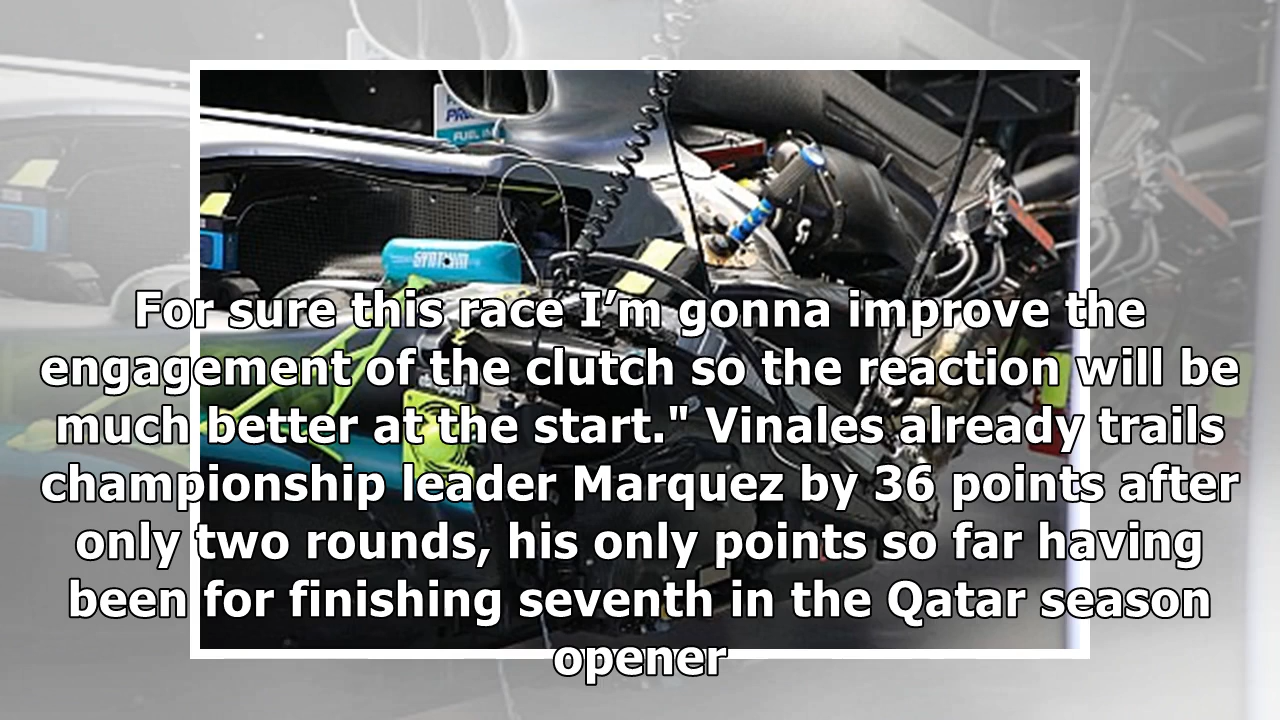 FUEL
SYNTIUM
For sure this race I’m gonna improve the
engagement of the clutch so the reaction will be
much better at the start." Vinales already trails
championship leader Marquez by 36 points after
only two rounds, his only points so far having
been for finishing seventh in the Qatar season
opener